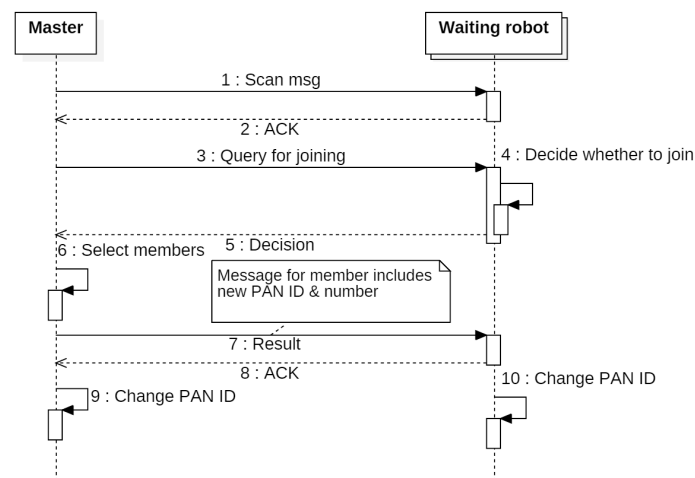 Master
Waiting robot
1 : Scan msg
2 : ACK
3 : Query for joining
4 : Decide whether to join
5 : Decision
6 : Select members
Message for member includes
new PAN ID & number
7 : Result
8 : ACK
9 : Change PAN ID
10 : Change PAN ID